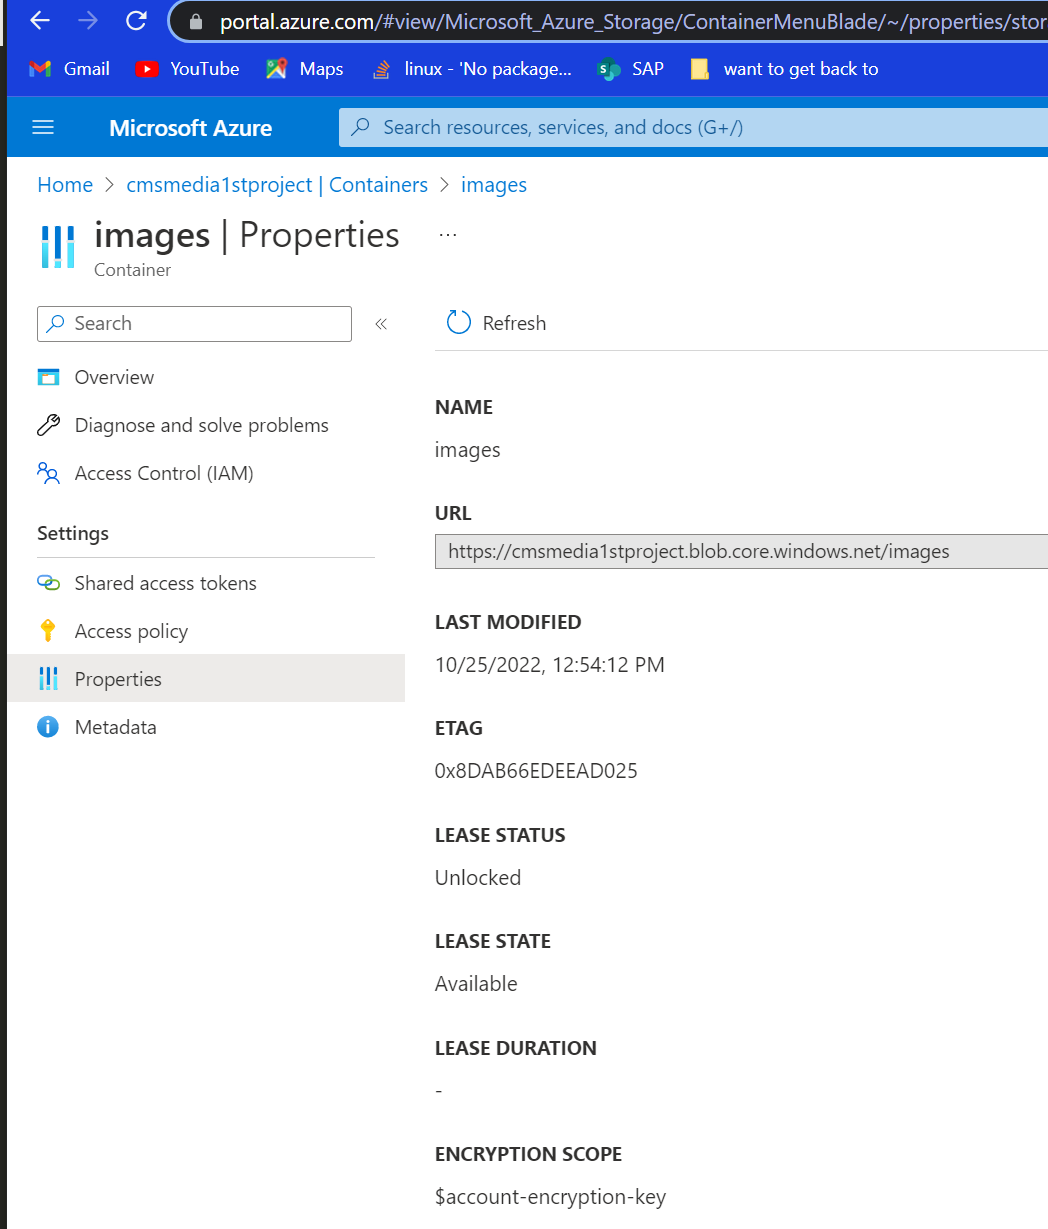 portal.azure.com/#view/Microsoft_Azure_Storage/ContainerMenuBlade/~/properties/stor
Gmail YouTube Maps linux - 'No package... SAP want to get back to
Microsoft Azure Search resources, services, and docs (G+/)
Home > cmsmedia1stproject | Containers > images
images | Properties ...
Container
Search «
Overview
Diagnose and solve problems
Access Control (IAM)
Settings
Shared access tokens
Access policy
Properties
Metadata
Refresh
NAME
images
URL
https://cmsmedia1stproject.blob.core.windows.net/images
LAST MODIFIED
10/25/2022, 12:54:12 PM
ETAG
0x8DAB66EDEEAD025
LEASE STATUS
Unlocked
LEASE STATE
Available
LEASE DURATION
-
ENCRYPTION SCOPE
$account-encryption-key